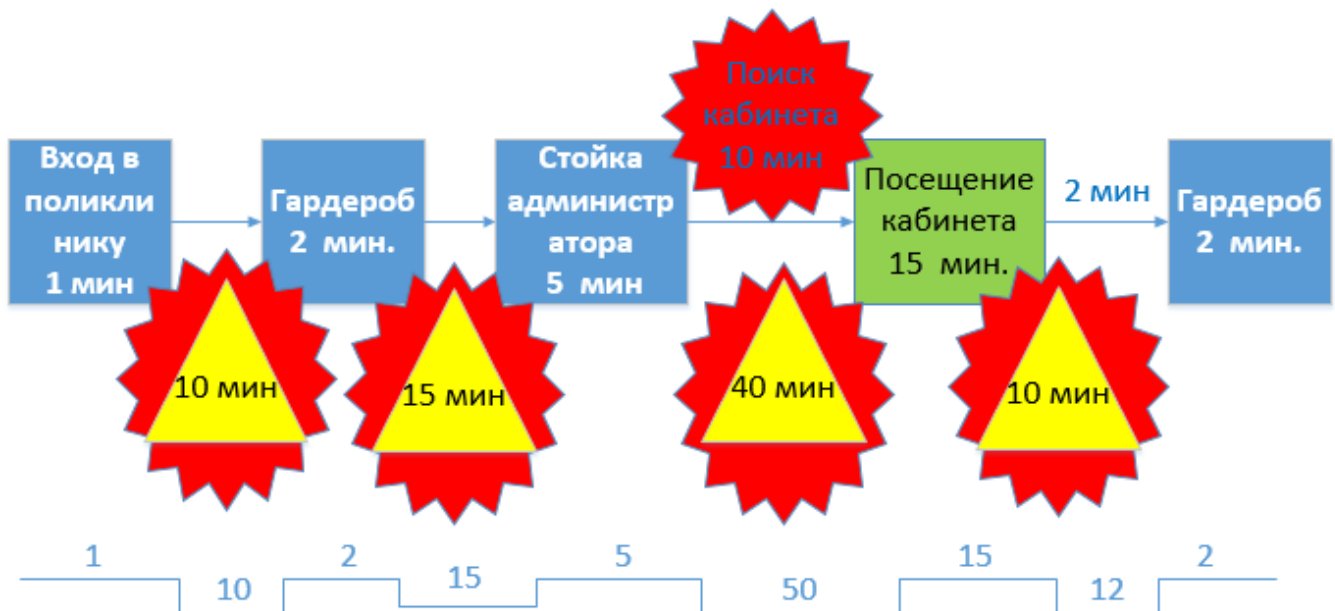 Поиск
кабинета
10 мин
Вход в
поликли
нику
1 мин
Гардероб
2 мин.
Стойка
администр
атора
5 мин
Посещение
кабинета
15 мин.
2 мин
Гардероб
2 мин.
10 мин
15 мин
40 мин
10 мин
1
10
2
15
5
50
15
12
2